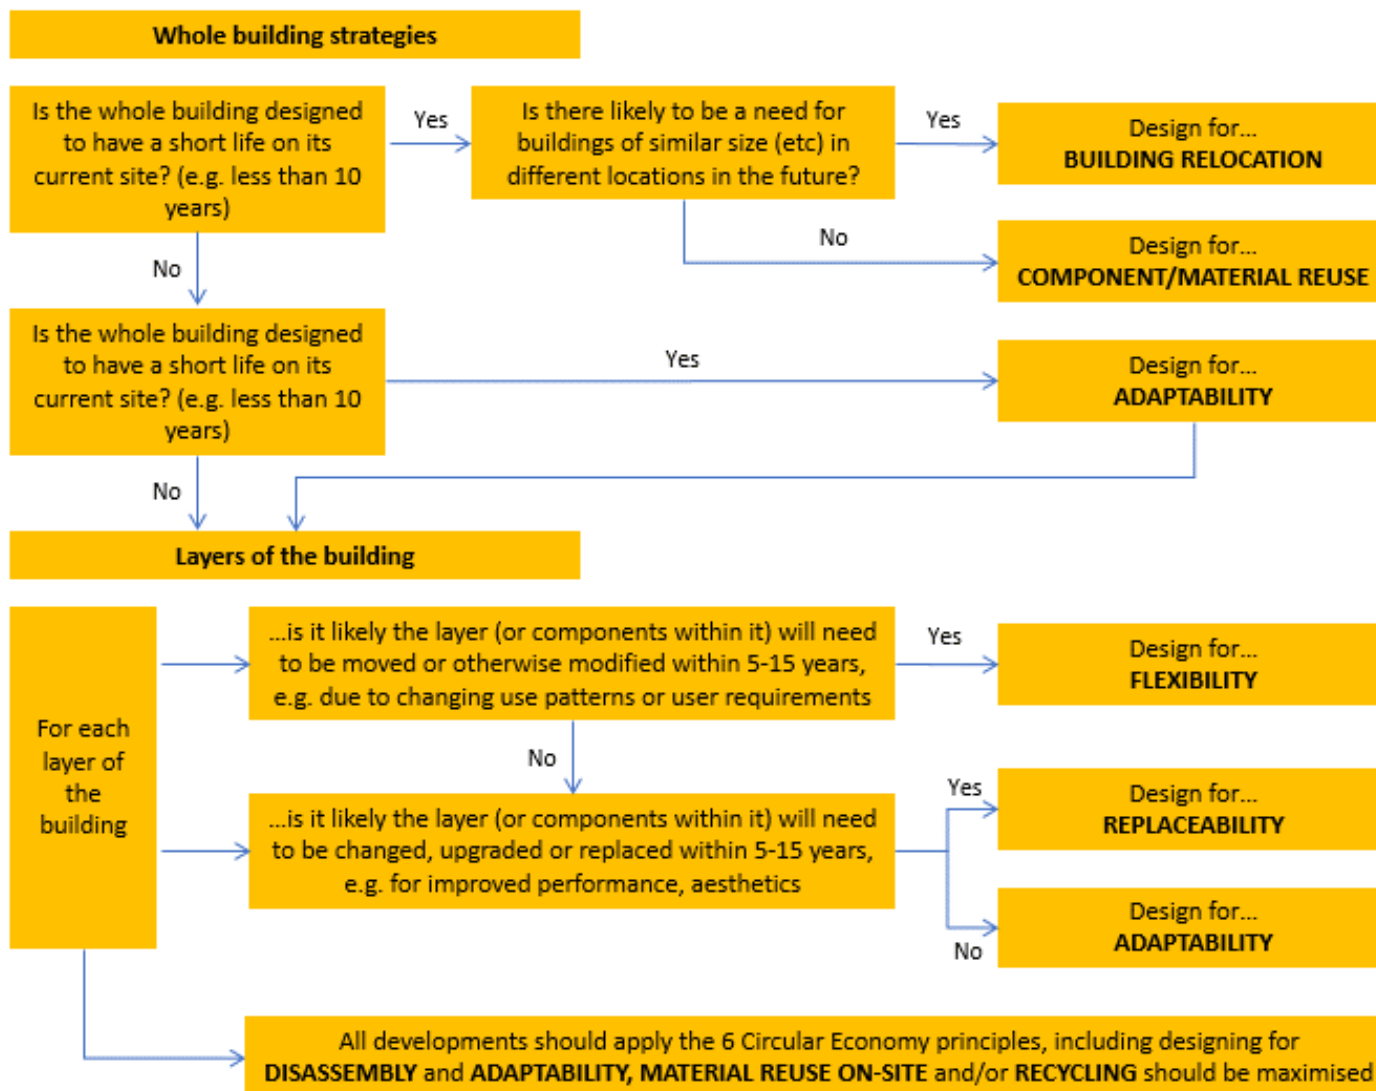 Whole building strategies
Is the whole building designed
to have a short life on its
current site? (e.g. less than 10
years)
Yes
Is there likely to be a need for
buildings of similar size (etc) in
different locations in the future?
Yes
Design for...
BUILDING RELOCATION
No
Design for...
COMPONENT/MATERIAL REUSE
No
Is the whole building designed
to have a short life on its
current site? (e.g. less than 10
years)
Yes
Design for...
ADAPTABILITY
No
Layers of the building
For each
layer of
the
building
...is it likely the layer (or components within it) will need
to be moved or otherwise modified within 5-15 years,
e.g. due to changing use patterns or user requirements
Yes
Design for...
FLEXIBILITY
No
...is it likely the layer (or components within it) will need
to be changed, upgraded or replaced within 5-15 years,
e.g. for improved performance, aesthetics
Yes
Design for...
REPLACEABILITY
No
Design for...
ADAPTABILITY
All developments should apply the 6 Circular Economy principles, including designing for
DISASSEMBLY and ADAPTABILITY, MATERIAL REUSE ON-SITE and/or RECYCLING should be maximised